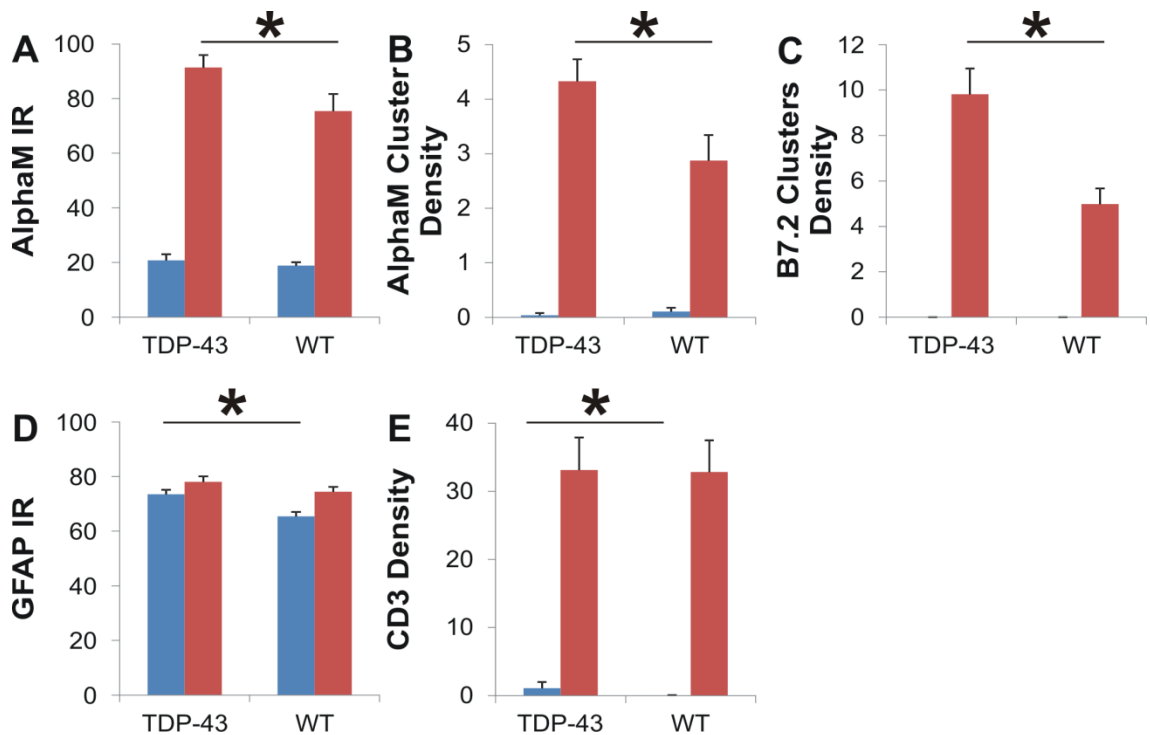 A
AlphaM IR
100
80
60
40
20
0
*
TDP-43 WT
B
AlphaM Cluster
Density
5
4
3
2
1
0
*
TDP-43 WT
C
B7.2 Clusters
Density
12
10
8
6
4
2
0
*
TDP-43 WT
D
GFAP IR
100
80
60
40
20
0
*
TDP-43 WT
E
CD3 Density
40
30
20
10
0
*
TDP-43 WT